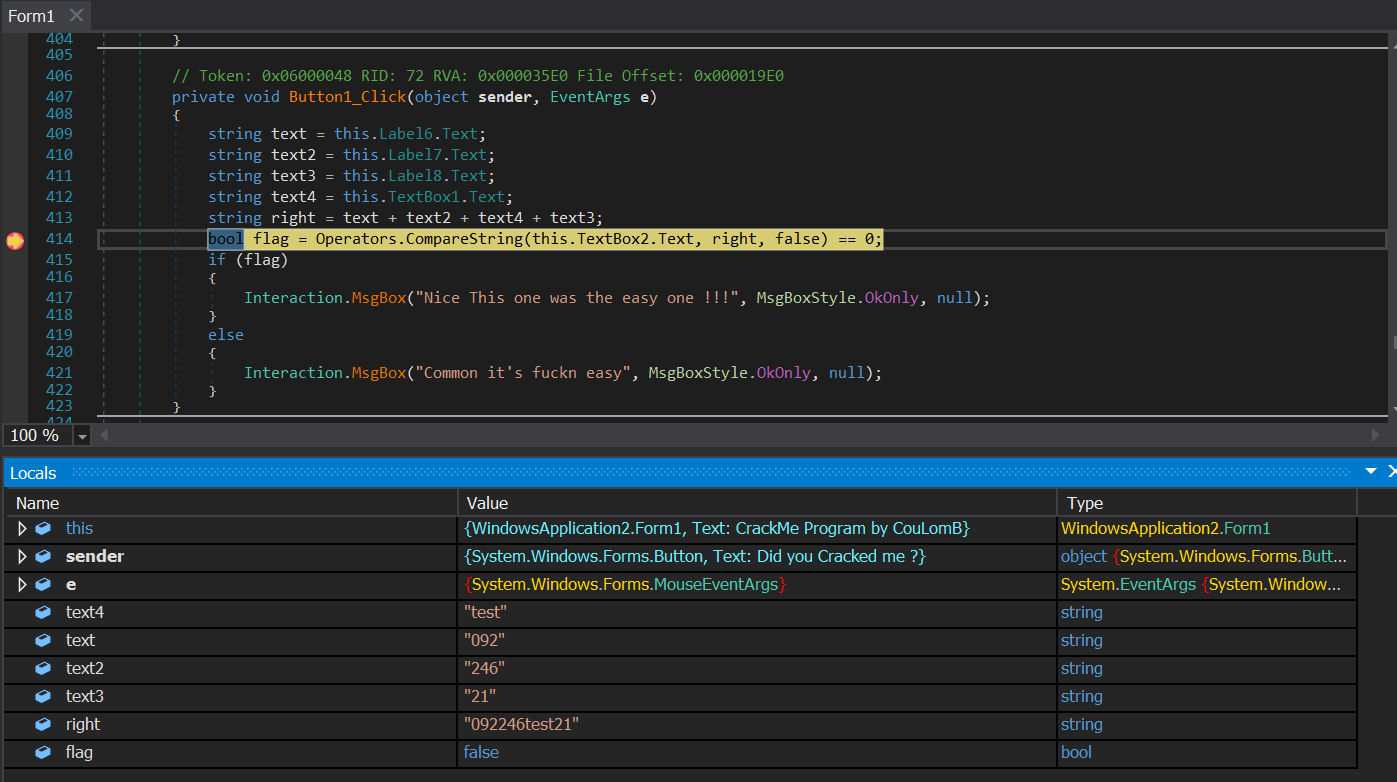 Form1
404 }
405
406 // Token: 0x06000048 RID: 72 RVA: 0x000035E0 File Offset: 0x000019E0
407 private void Button1_Click(object sender, EventArgs e)
408 {
409 string text = this.Label6.Text;
410 string text2 = this.Label7.Text;
411 string text3 = this.Label8.Text;
412 string text4 = this.TextBox1.Text;
413 string right = text + text2 + text4 + text3;
414 bool flag = Operators.CompareString(this.TextBox2.Text, right, false) == 0;
415 if (flag)
416 {
417 Interaction.MsgBox("Nice This one was the easy one !!!", MsgBoxStyle.OkOnly, null);
418 }
419 else
420 {
421 Interaction.MsgBox("Common it's fuckn easy", MsgBoxStyle.OkOnly, null);
422 }
423 }
424
100 %
Locals
Name Value Type
this {WindowsApplication2.Form1, Text: CrackMe Program by CouLomB} WindowsApplication2.Form1
sender {System.Windows.Forms.Button, Text: Did you Cracked me ?} object {System.Windows.Forms.Butt...
e {System.Windows.Forms.MouseEventArgs} System.EventArgs {System.Window...
text4 "test" string
text "092" string
text2 "246" string
text3 "21" string
right "092246test21" string
flag false bool